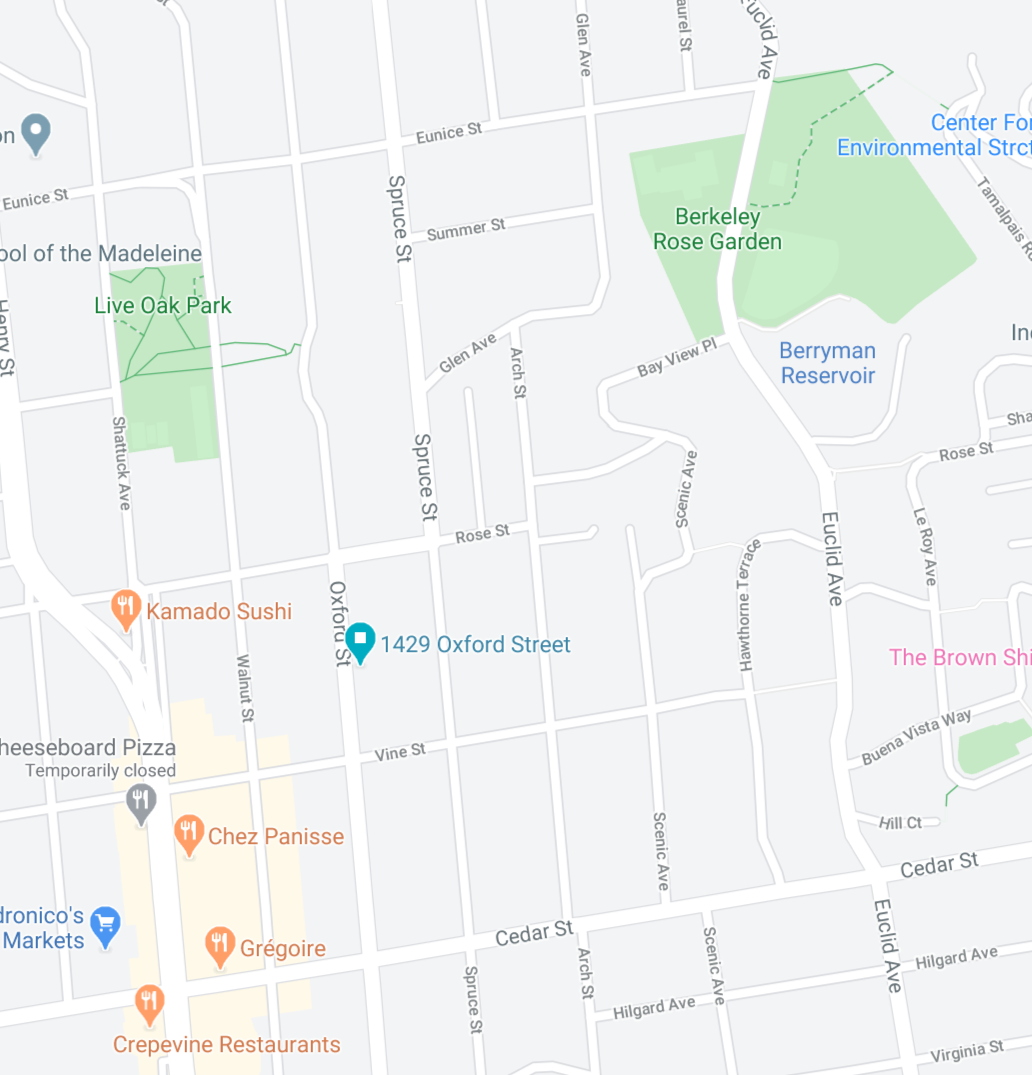 Euclid Ave
Glen Ave
aurel St
on
Eunice St
Center For
Environmental Strct
Eunice St
Spruce St
Summer St
Berkeley
Rose Garden
Tamalpais R
ool of the Madeleine
Live Oak Park
Henry St
Glen Ave
Arch St
Bay View Pl
Berryman
Reservoir
In
Sha
Shattuck Ave
Spruce St
Scenic Ave
Rose St
Rose St
Le Roy Ave
Euclid Ave
Hawthorne Terrace
Kamado Sushi
Oxford St
1429 Oxford Street
Walnut St
The Brown Shi
heeseboard Pizza
Temporarily closed
Vine St
Buena Vista Way
Chez Panisse
Scenic Ave
Hill Ct
Cedar St
dronico's
Markets
Grégoire
Cedar St
Spruce St
Arch St
Scenic Ave
Euclid Ave
Hilgard Ave
Hilgard Ave
Crepevine Restaurants
Virginia St